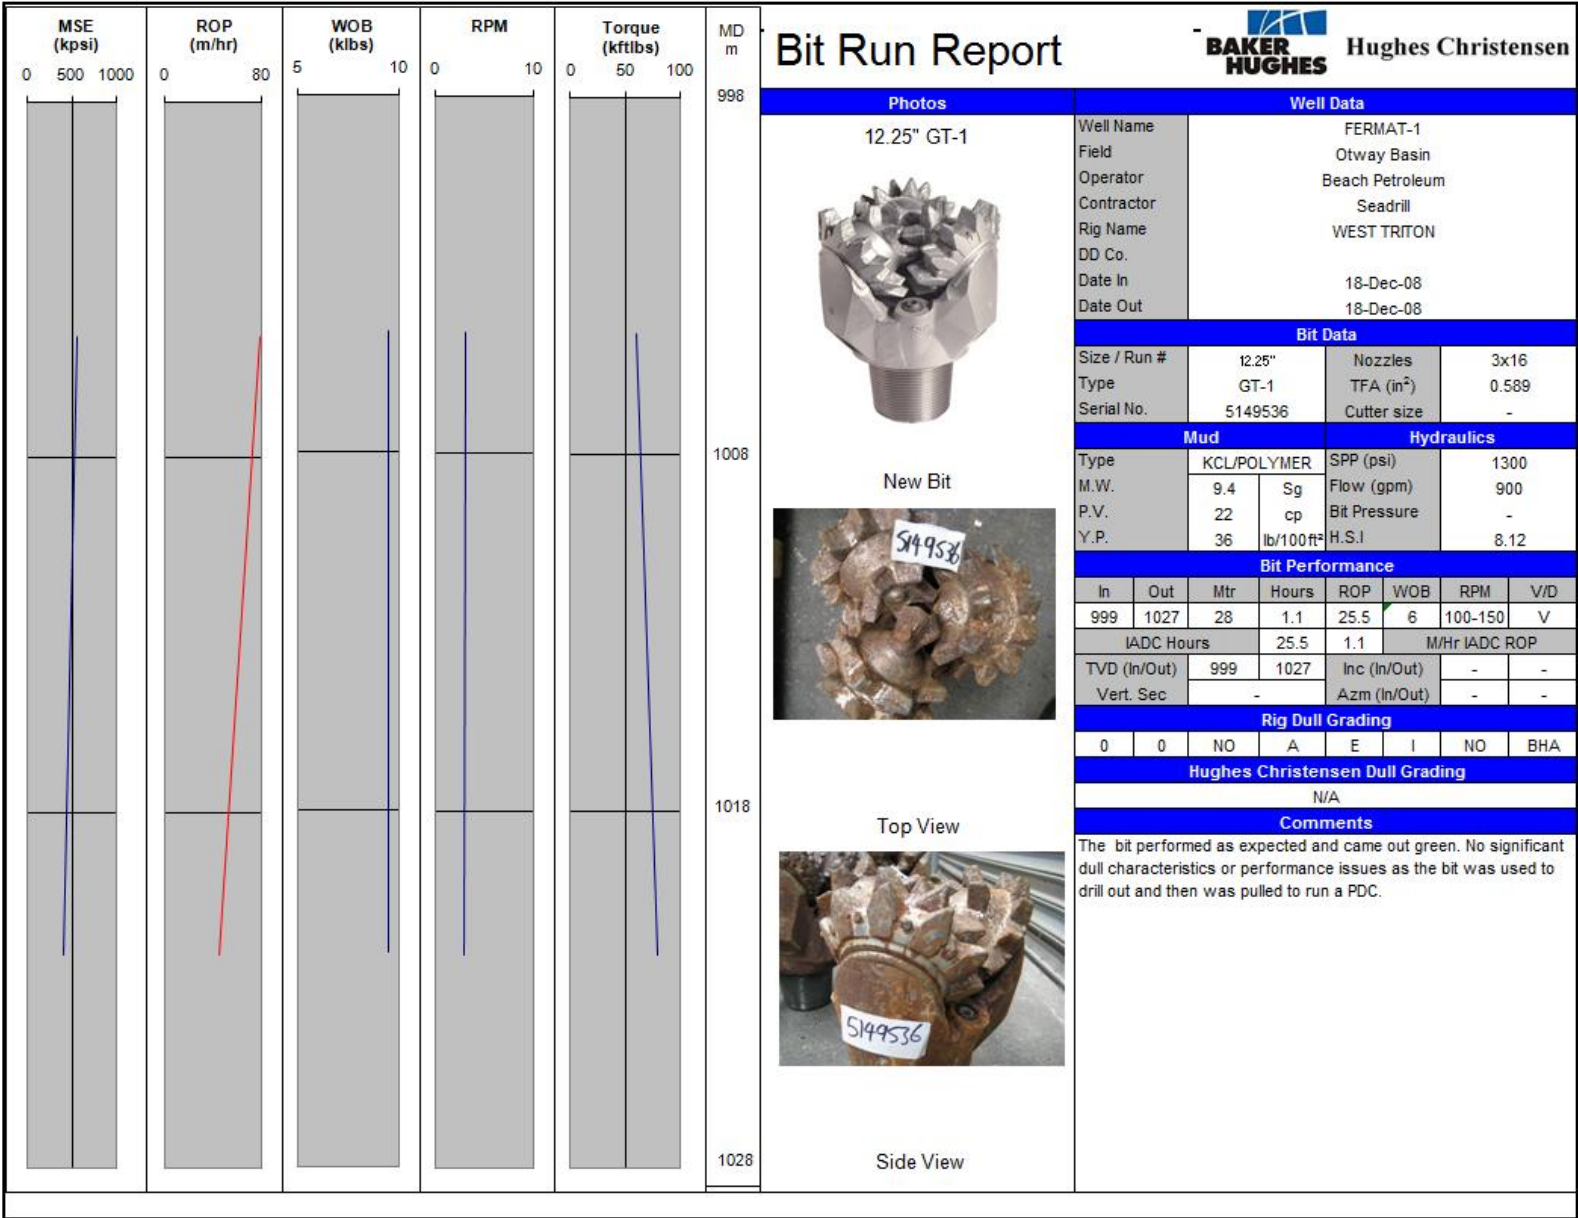 MSE
(kpsi)
0 500 1000
ROP
(m/hr)
0 80
WOB
(klbs)
5 10
RPM
0 10
Torque
(kftlbs)
0 50 100
MD
m
998
1008
1018
1028
Bit Run Report
BAKER
HUGHES
Hughes Christensen
Photos
12.25" GT-1
New Bit
5149536
Top View
5149536
Side View
Well Data
Well Name FERMAT-1
Field Otway Basin
Operator Beach Petroleum
Contractor Seadrill
Rig Name WEST TRITON
DD Co.
Date In 18-Dec-08
Date Out 18-Dec-08
Bit Data
Size / Run # 12.25" Nozzles 3x16
Type GT-1 TFA (in²) 0.589
Serial No. 5149536 Cutter size -
Mud Hydraulics
Type KCL/POLYMER SPP (psi) 1300
M.W. 9.4 Sg Flow (gpm) 900
P.V. 22 cp Bit Pressure -
Y.P. 36 lb/100ft² H.S.I 8.12
Bit Performance
In Out Mtr Hours ROP WOB RPM V/D
999 1027 28 1.1 25.5 6 100-150 V
IADC Hours 25.5 1.1 M/Hr IADC ROP
TVD (In/Out) 999 1027 Inc (In/Out) - -
Vert. Sec - Azm (In/Out) - -
Rig Dull Grading
0 0 NO A E I NO BHA
Hughes Christensen Dull Grading
N/A
Comments
The bit performed as expected and came out green. No significant
dull characteristics or performance issues as the bit was used to
drill out and then was pulled to run a PDC.